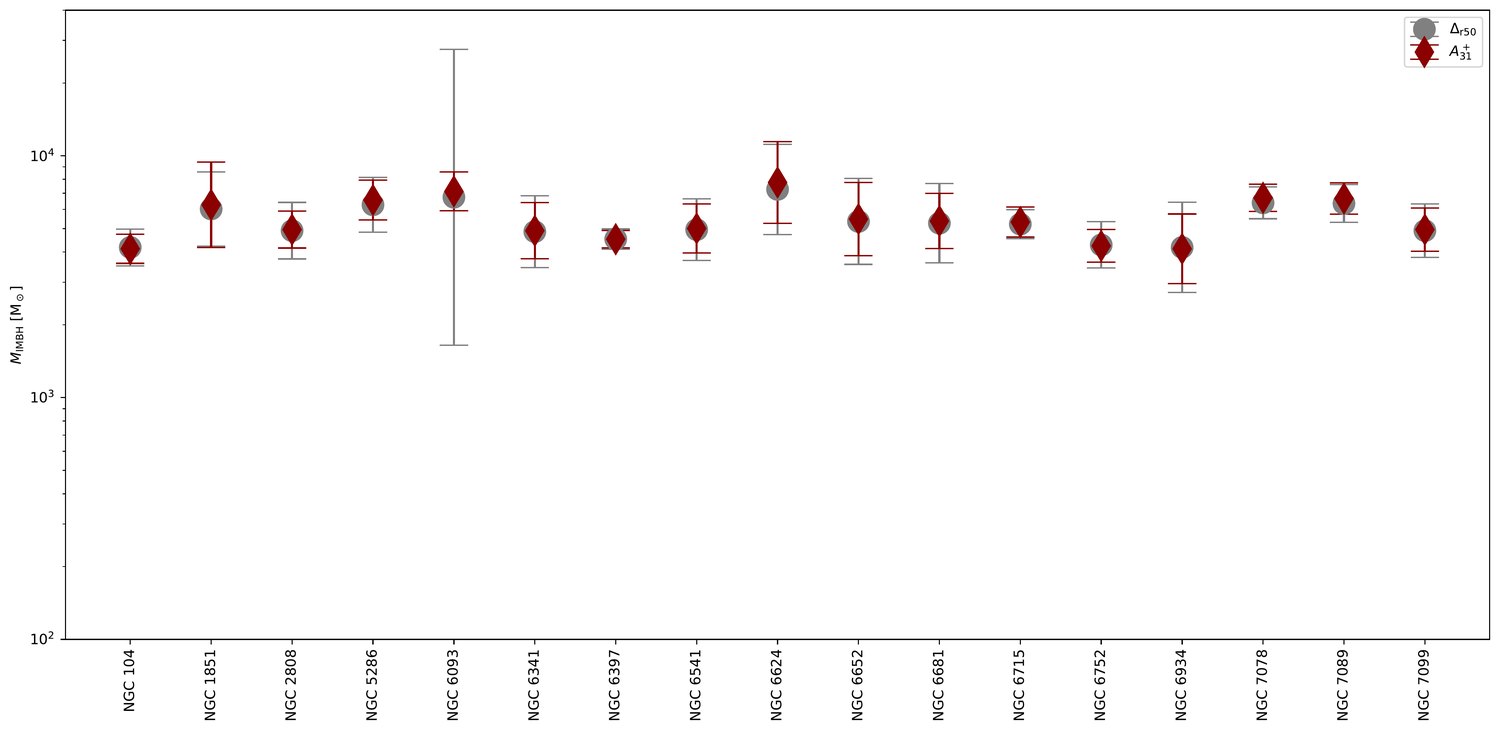 Δr50
A31+
10^4
10^3
10^2
MIMBH [M⊙]
NGC 104
NGC 1851
NGC 2808
NGC 5286
NGC 6093
NGC 6341
NGC 6397
NGC 6541
NGC 6624
NGC 6652
NGC 6681
NGC 6715
NGC 6752
NGC 6934
NGC 7078
NGC 7089
NGC 7099